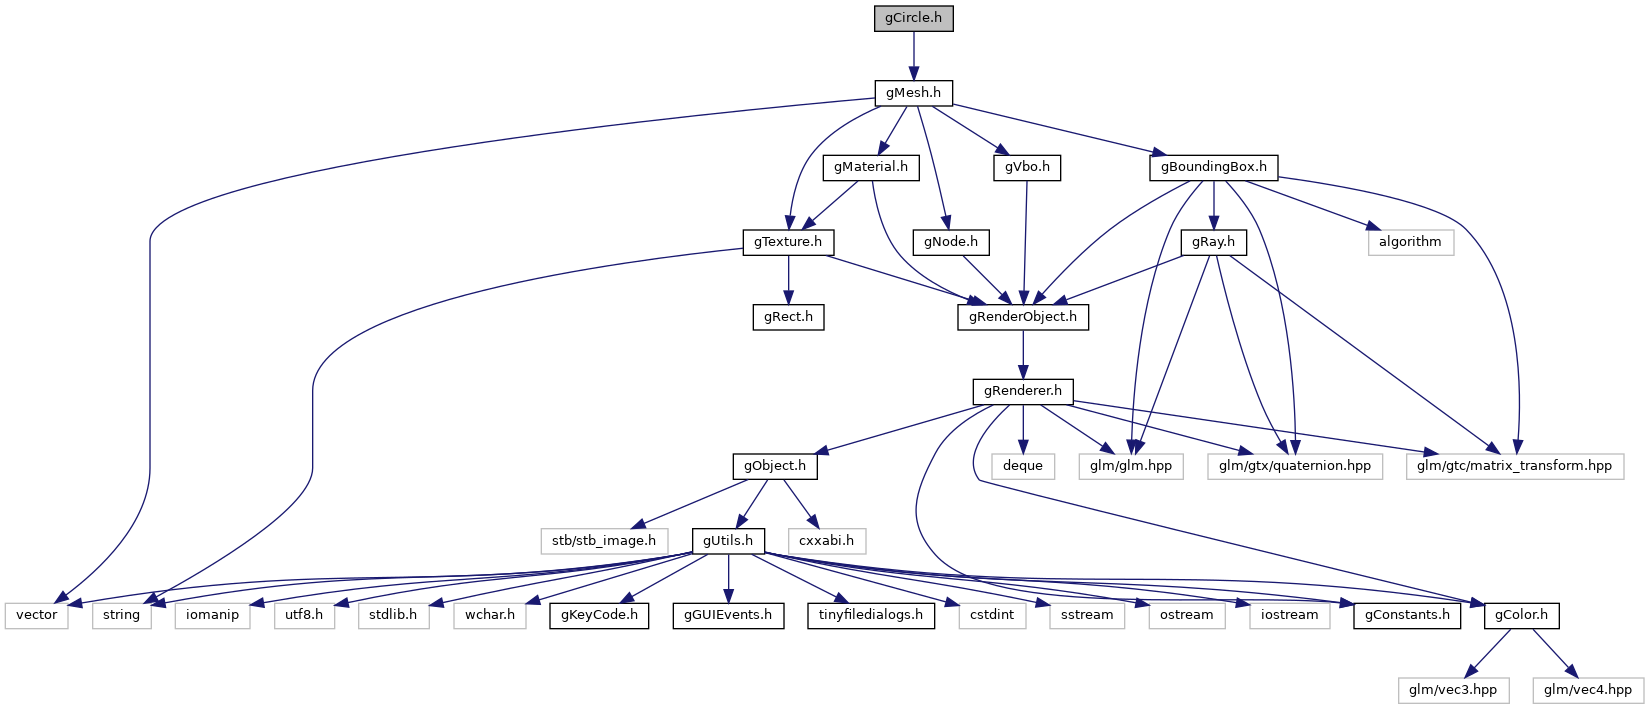 gCircle.h
gMesh.h
gMaterial.h
gVbo.h
gBoundingBox.h
gTexture.h
gNode.h
gRay.h
algorithm
gRect.h
gRenderObject.h
gRenderer.h
gObject.h
deque
glm/glm.hpp
glm/gtx/quaternion.hpp
glm/gtc/matrix_transform.hpp
stb/stb_image.h
gUtils.h
cxxabi.h
vector
string
iomanip
utf8.h
stdlib.h
wchar.h
gKeyCode.h
gGUIEvents.h
tinyfiledialogs.h
cstdint
sstream
ostream
iostream
gConstants.h
gColor.h
glm/vec3.hpp
glm/vec4.hpp